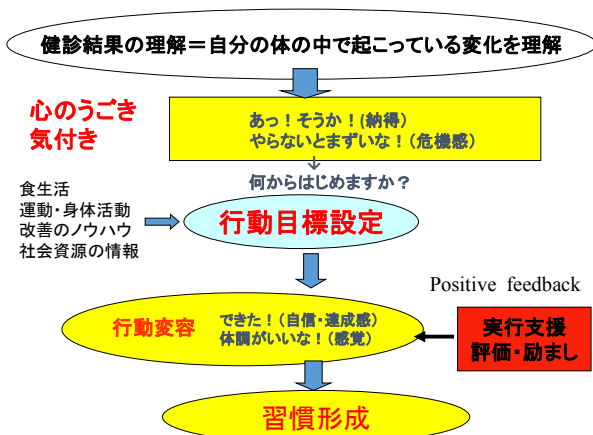 健診結果の理解＝自分の体の中で起こっている変化を理解
心のうごき
気付き
あっ！そうか！(納得)
やらないとまずいな！(危機感)
↓
何からはじめますか？
食生活
運動・身体活動
改善のノウハウ
社会資源の情報
行動目標設定
Positive feedback
行動変容
できた！(自信・達成感)
体調がいいな！(感覚)
実行支援
評価・励まし
習慣形成